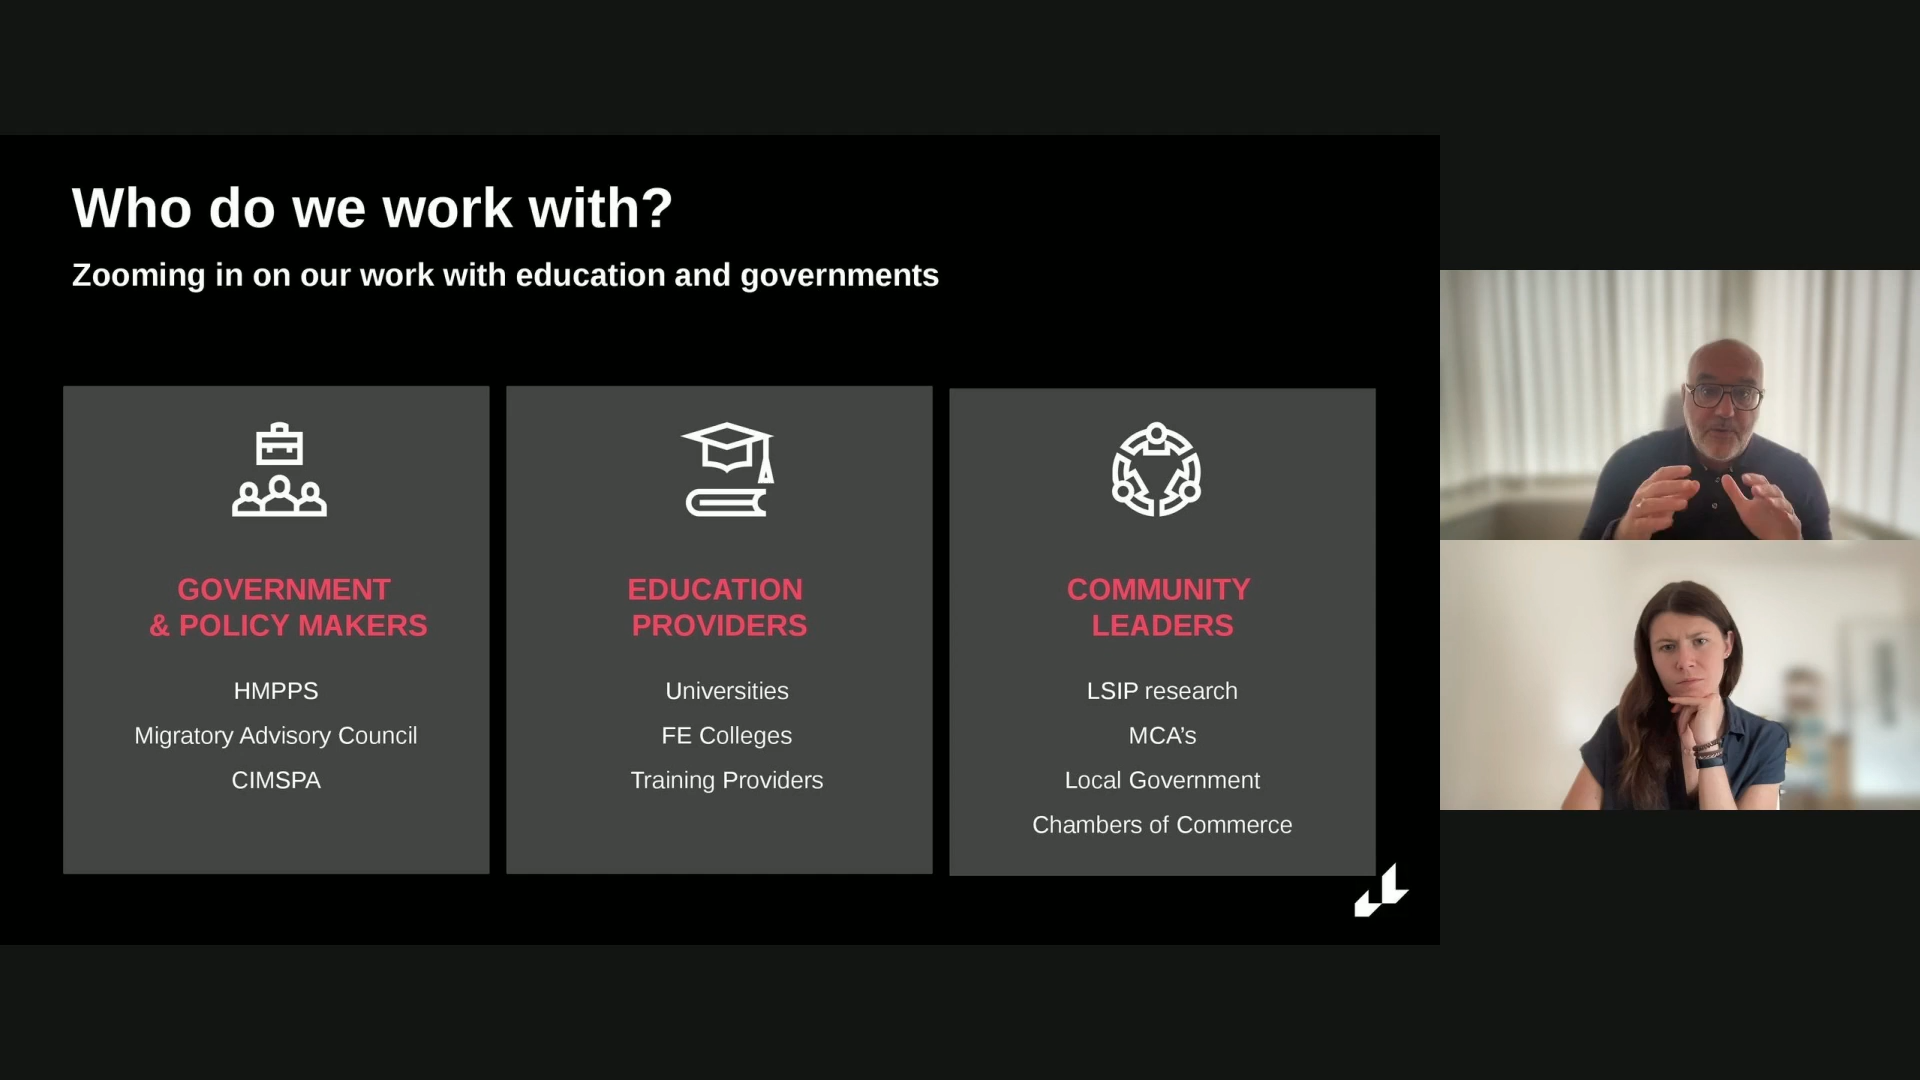 Who do we work with?
Zooming in on our work with education and governments
GOVERNMENT
& POLICY MAKERS
HMPPS
Migratory Advisory Council
CIMSPA
EDUCATION
PROVIDERS
Universities
FE Colleges
Training Providers
COMMUNITY
LEADERS
LSIP research
MCA’s
Local Government
Chambers of Commerce